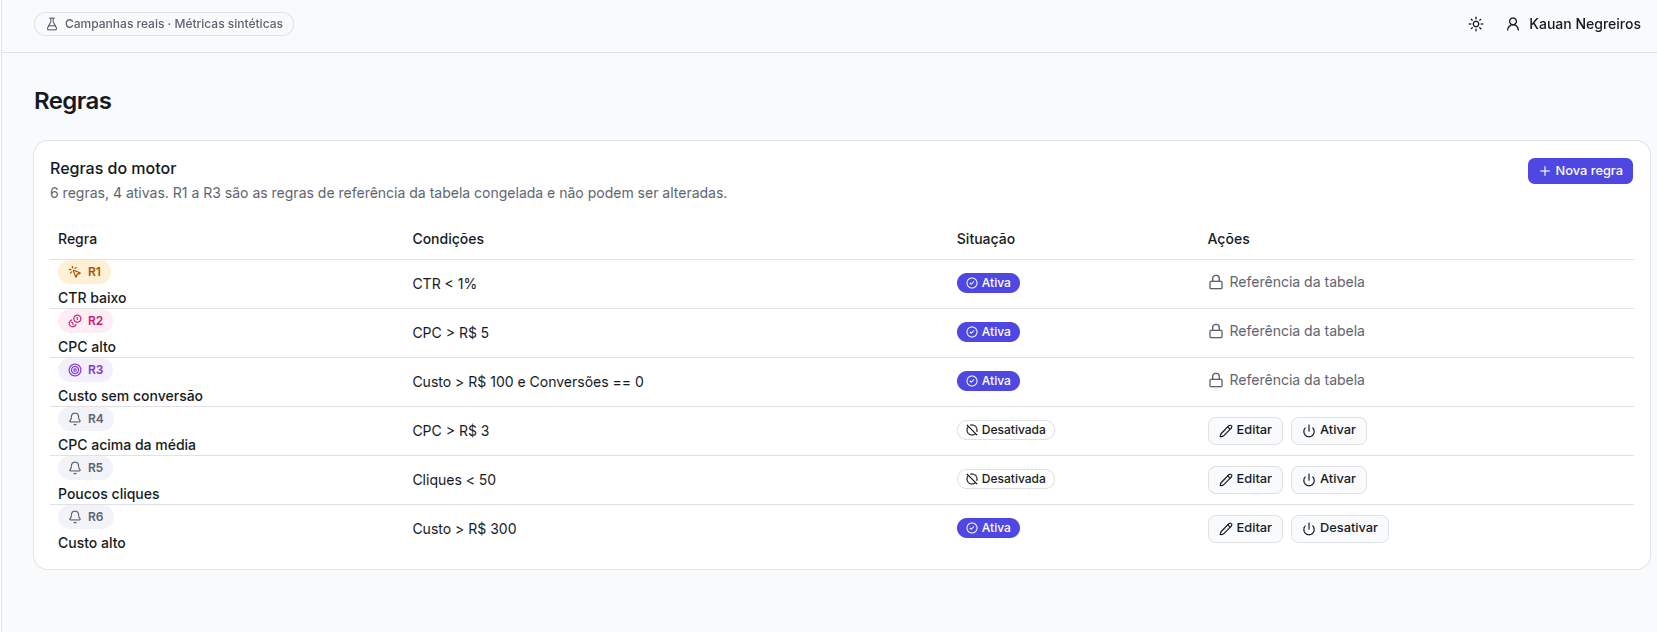 Campanhas reais · Métricas sintéticas
Kauan Negreiros
Regras
Regras do motor
6 regras, 4 ativas. R1 a R3 são as regras de referência da tabela congelada e não podem ser alteradas.
+ Nova regra
Regra Condições Situação Ações
R1
CTR baixo
CTR < 1%
Ativa
Referência da tabela
R2
CPC alto
CPC > R$ 5
Ativa
Referência da tabela
R3
Custo sem conversão
Custo > R$ 100 e Conversões == 0
Ativa
Referência da tabela
R4
CPC acima da média
CPC > R$ 3
Desativada
Editar Ativar
R5
Poucos cliques
Cliques < 50
Desativada
Editar Ativar
R6
Custo alto
Custo > R$ 300
Ativa
Editar Desativar